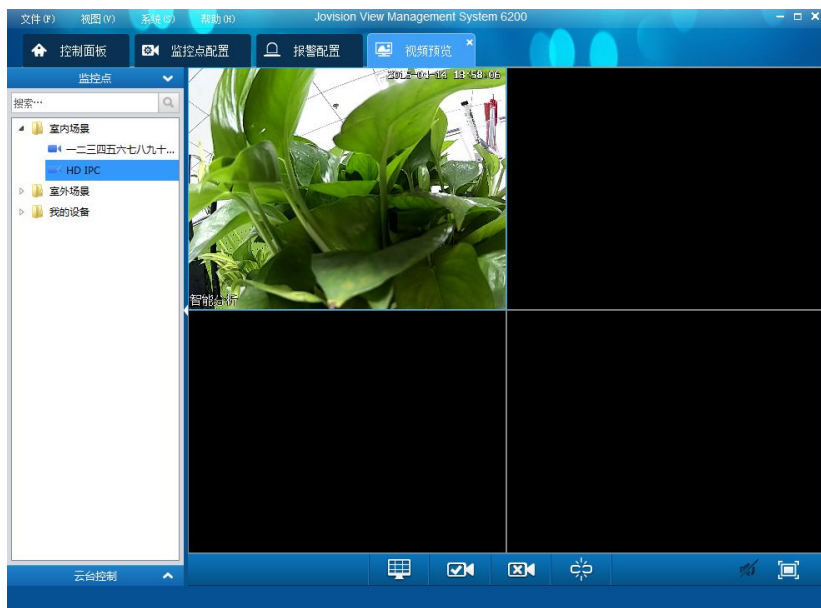 文件(F) 视图(V) 系统(S) 帮助(H) Jovision View Management System 6200
控制面板 监控点配置 报警配置 视频预览
监控点
搜索…
室内场景
一二三四五六七八九十...
HD IPC
室外场景
我的设备
13:58:06
智能分析
云台控制